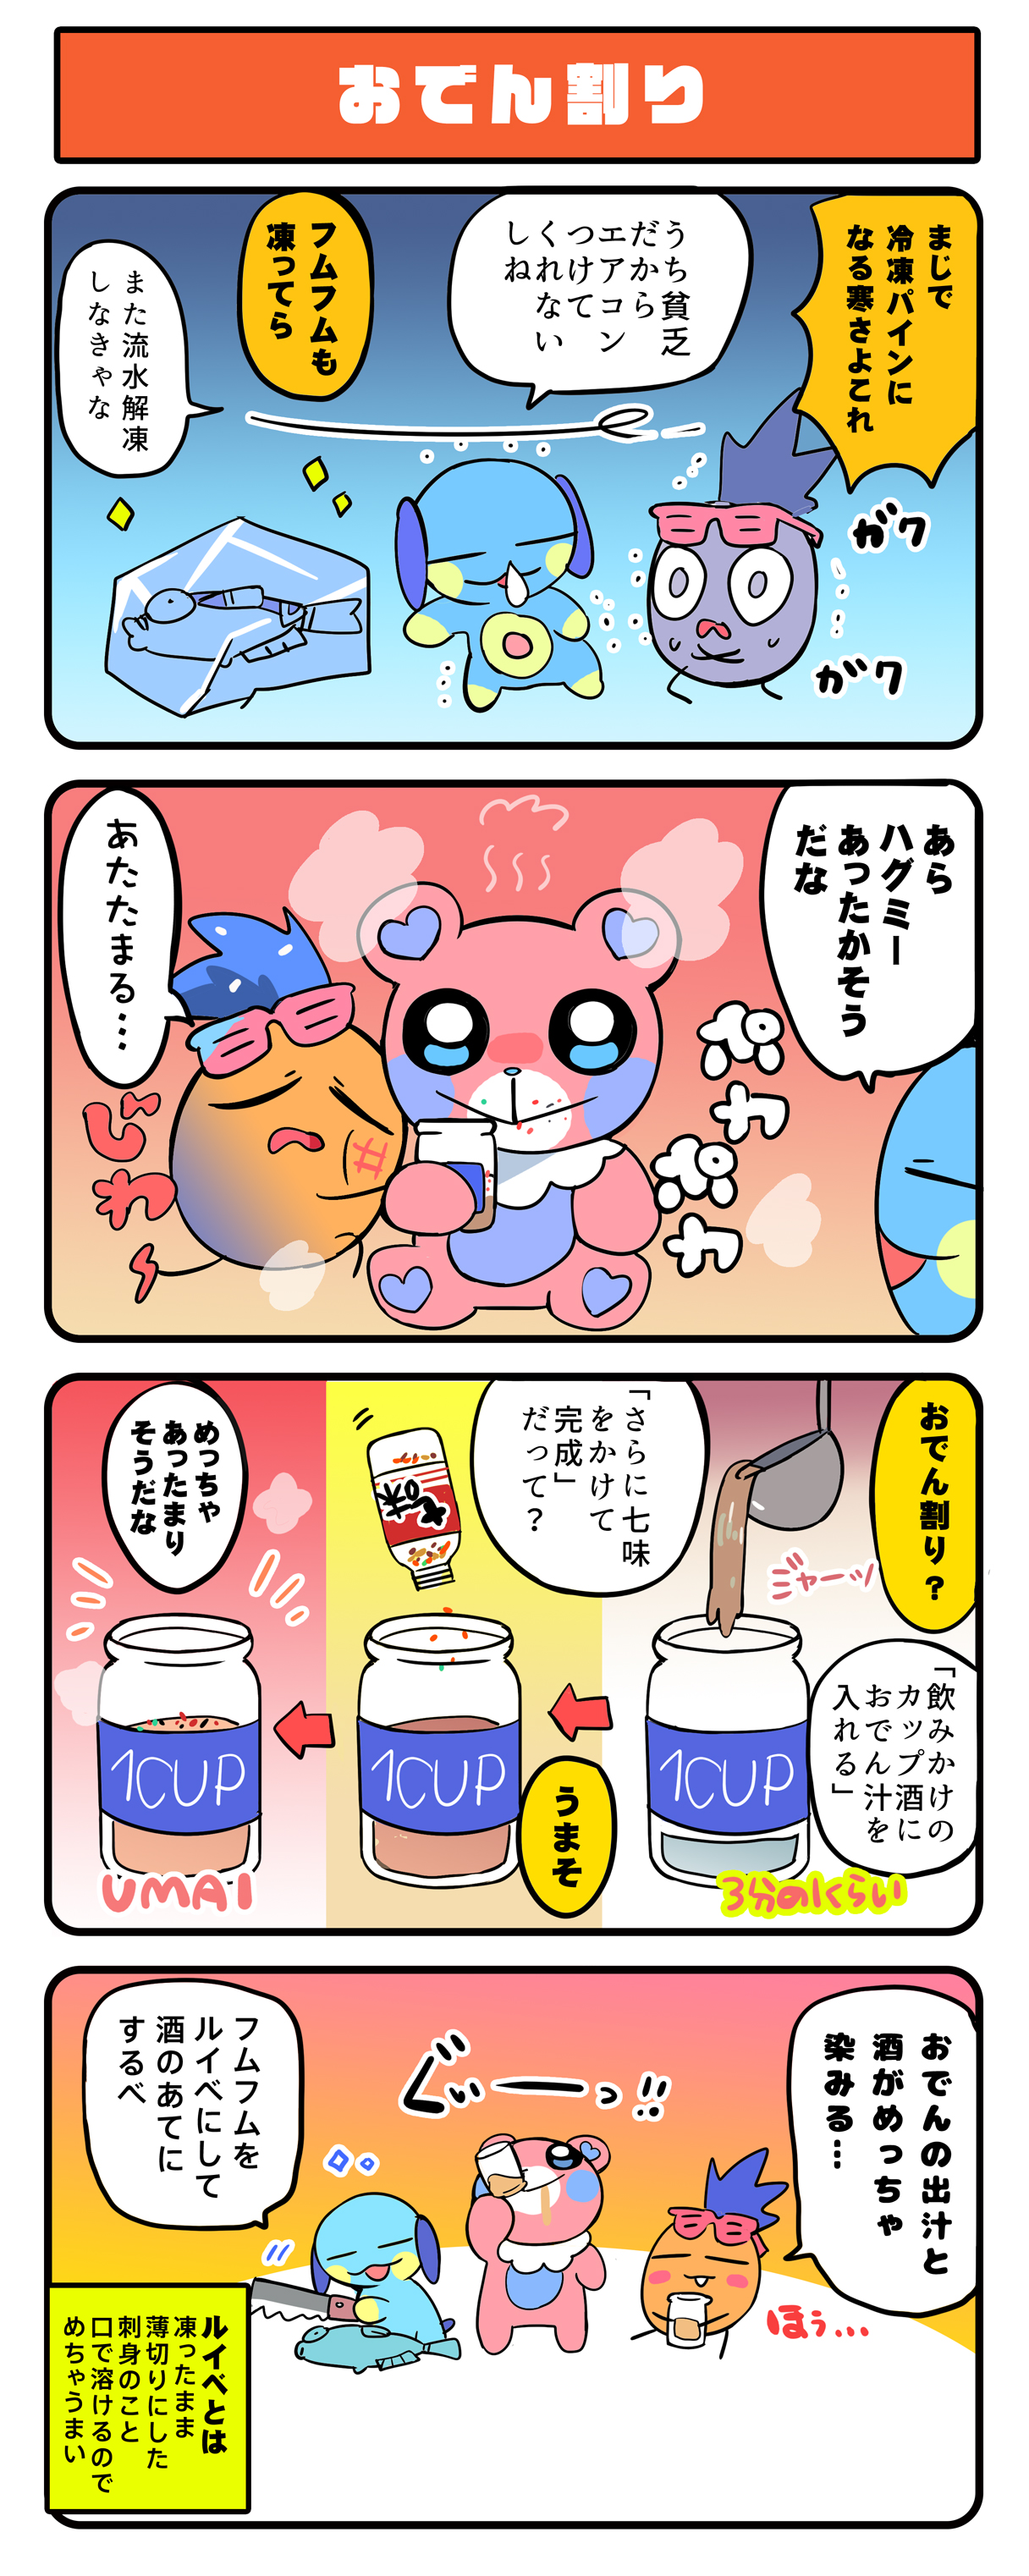 おでん割り
まじで
冷凍パインに
なる寒さよこれ
うち貧乏
だから
エアコン
つけて
くれない
しね
フムフムも
凍ってら
また流水解凍
しなきゃな
ガク
ガク
あら
ハグミー
あったかそう
だな
ポカ
ポカ
あたたまる…
じわ
おでん割り？
「飲みかけの
カップ酒に
おでん汁を
入れる」
ジャーッ
1CUP
3分の1くらい
「さらに七味
をかけて
完成」
だって？
七味
1CUP
うまそ
めっちゃ
あったまり
そうだな
1CUP
UMAI
おでんの出汁と
酒がめっちゃ
染みる…
ほぅ…
ぐぃーっ!!
フムフムを
ルイベにして
酒のあてに
するべ
ルイベとは
凍ったまま
薄切りにした
刺身のこと
口で溶けるので
めちゃうまい